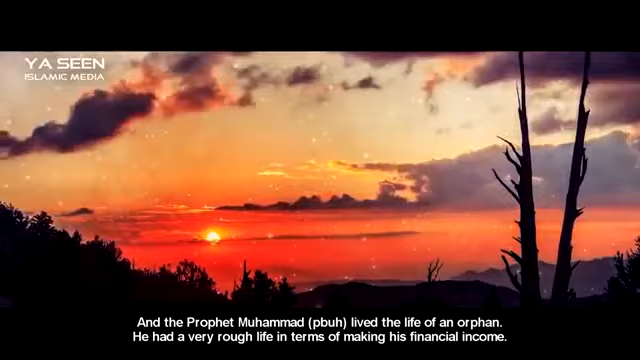 YA SEEN
ISLAMIC MEDIA
And the Prophet Muhammad (pbuh) lived the life of an orphan.
He had a very rough life in terms of making his financial income.